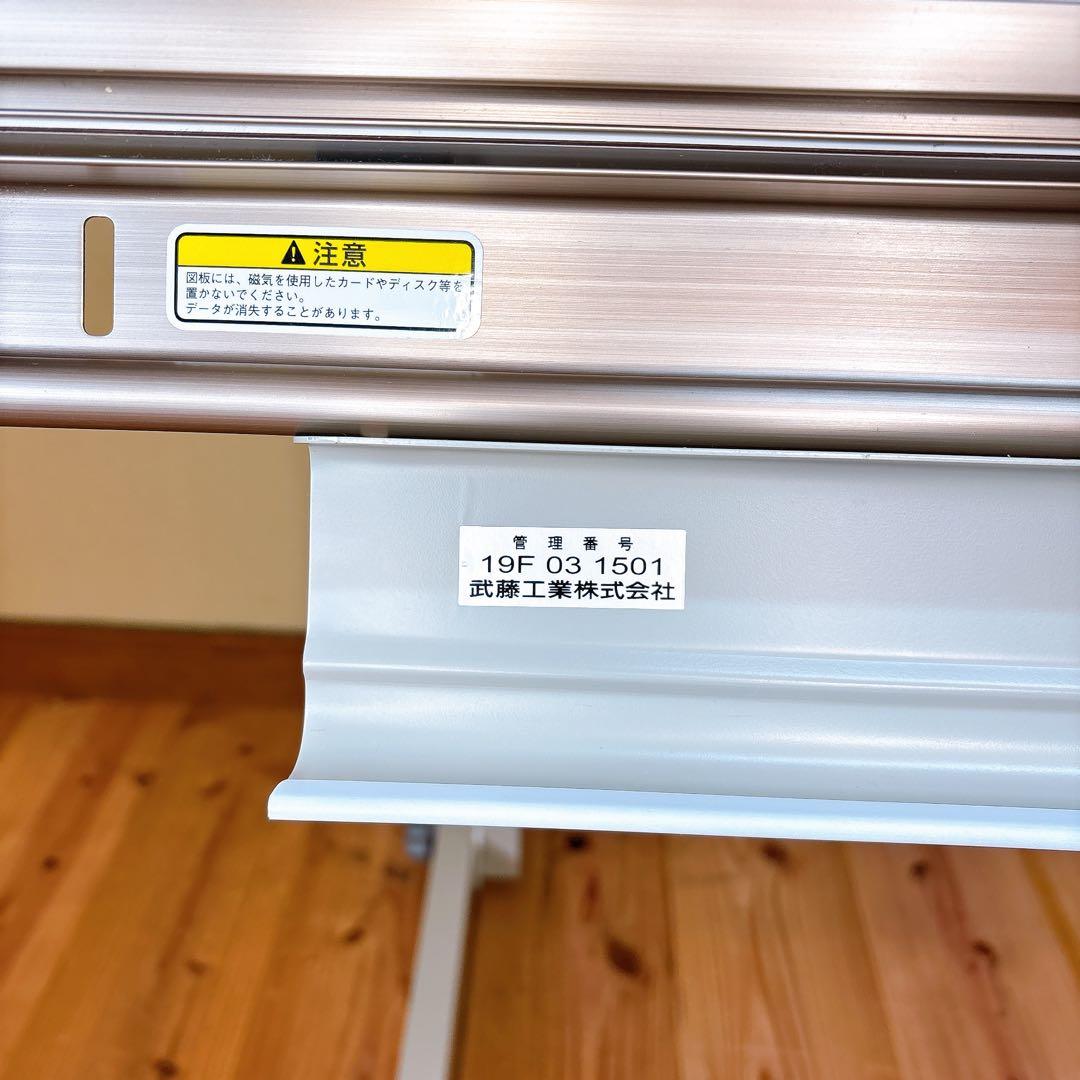 注意
図板には、磁気を使用したカードやディスク等を
置かないでください。
データが消失することがあります。
管理番号
19F 03 1501
武藤工業株式会社